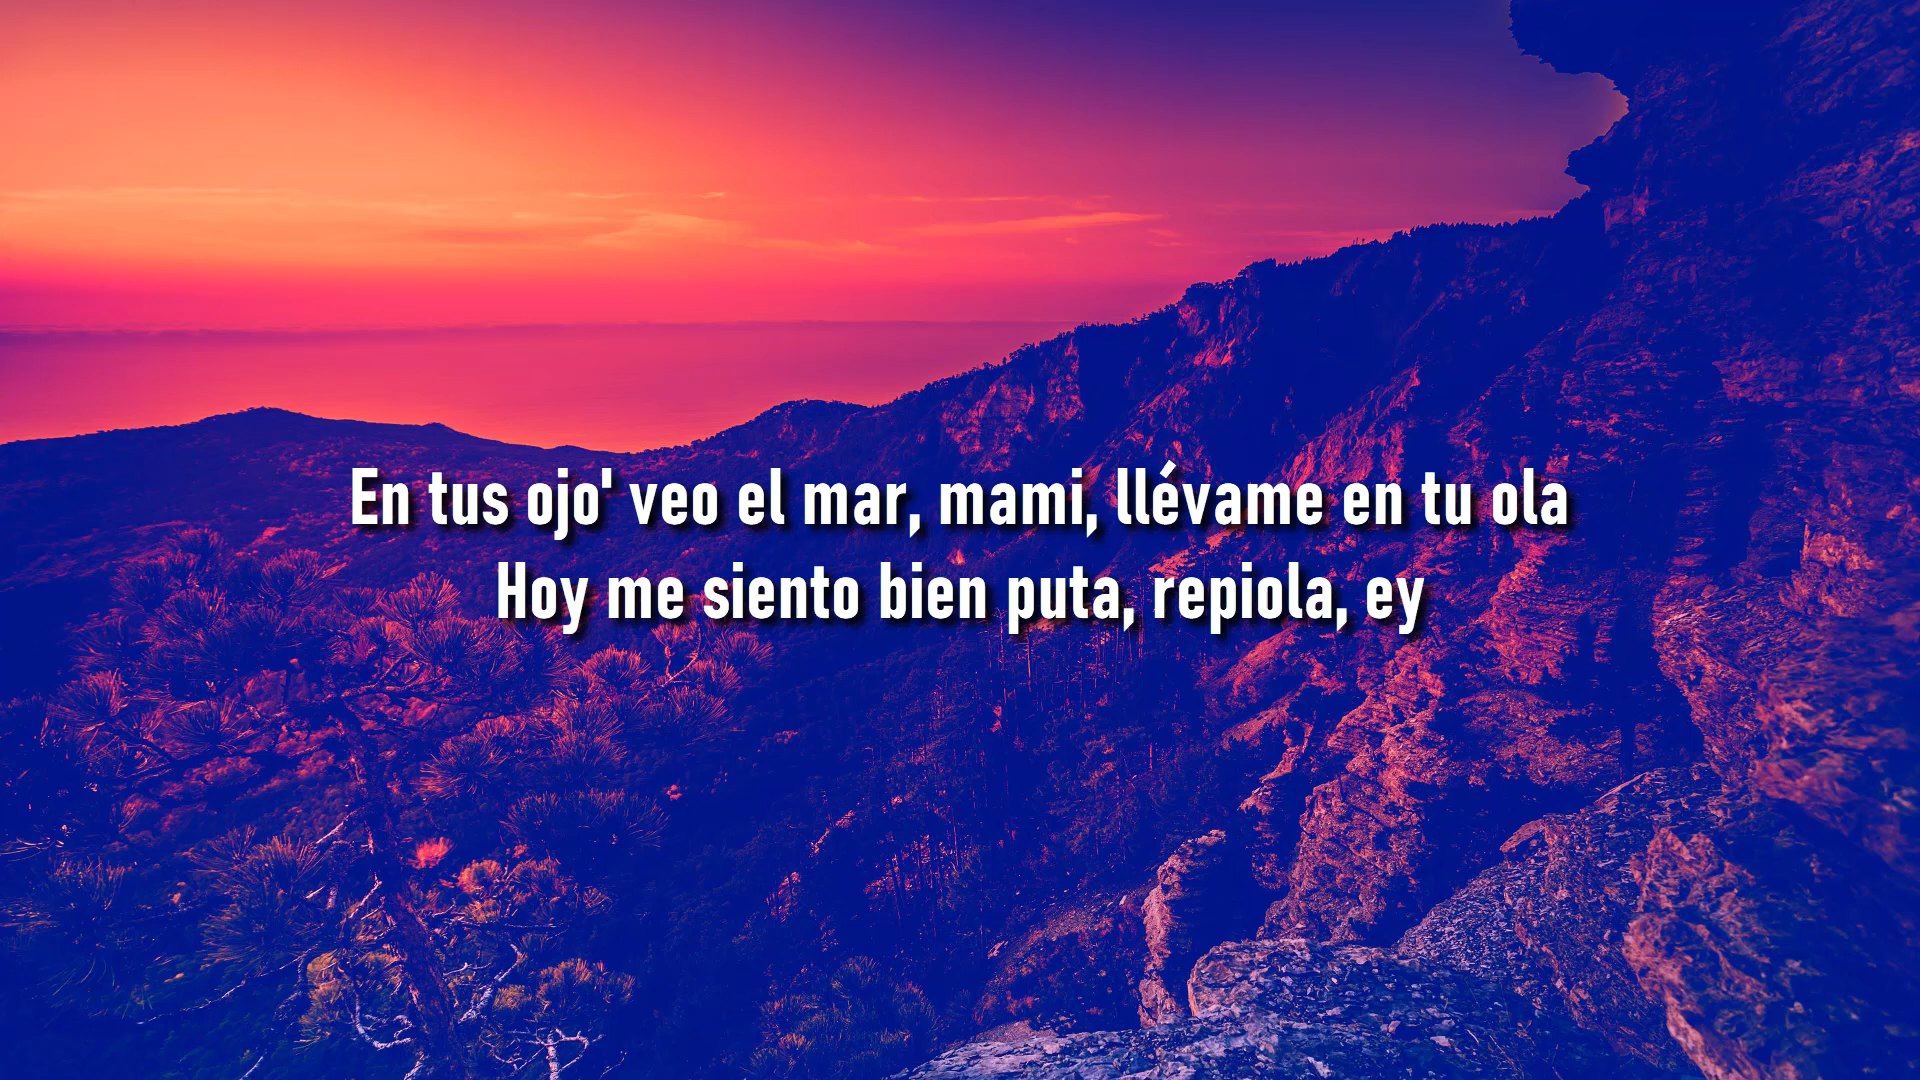 En tus ojo' veo el mar, mami, llévame en tu ola
Hoy me siento bien puta, repiola, ey